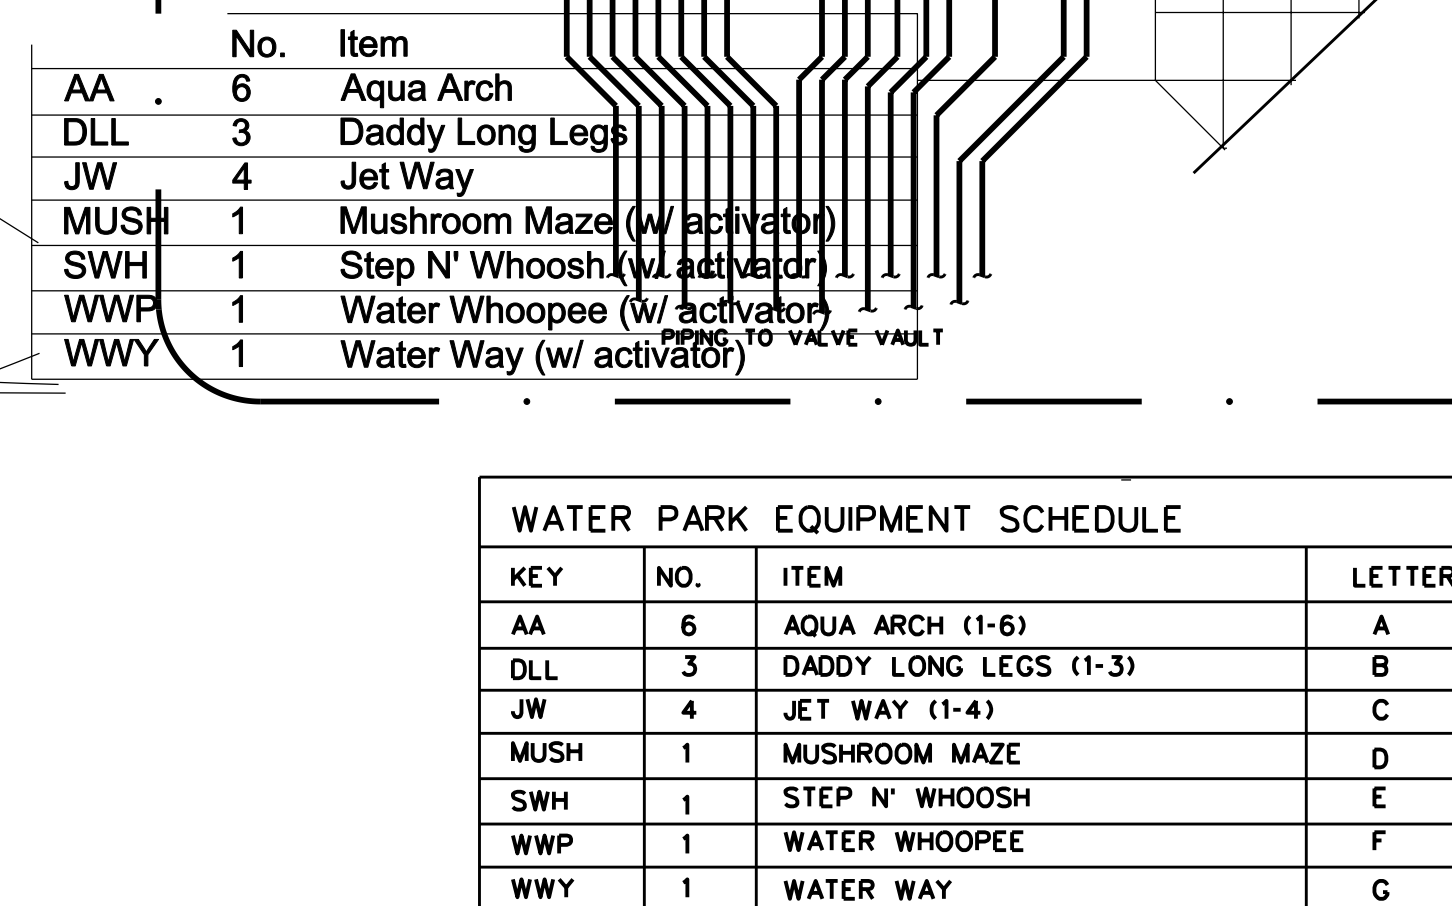 No. Item
AA 6 Aqua Arch
DLL 3 Daddy Long Legs
JW 4 Jet Way
MUSH 1 Mushroom Maze (w/ activator)
SWH 1 Step N' Whoosh (w/ activator)
WWP 1 Water Whoopee (w/ activator)
PIPING TO VALVE VAULT
WWY 1 Water Way (w/ activator)
WATER PARK EQUIPMENT SCHEDULE
KEY NO. ITEM LETTER
AA 6 AQUA ARCH (1-6) A
DLL 3 DADDY LONG LEGS (1-3) B
JW 4 JET WAY (1-4) C
MUSH 1 MUSHROOM MAZE D
SWH 1 STEP N' WHOOSH E
WWP 1 WATER WHOOPEE F
WWY 1 WATER WAY G